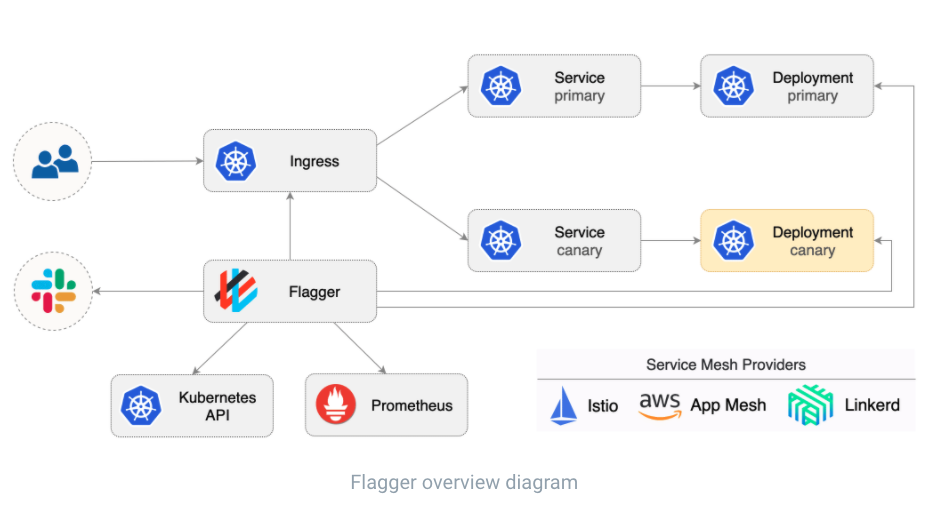 Service
primary
Deployment
primary
Ingress
Service
canary
Deployment
canary
Flagger
Kubernetes
API
Prometheus
Service Mesh Providers
Istio
aws
App Mesh
Linkerd
Flagger overview diagram